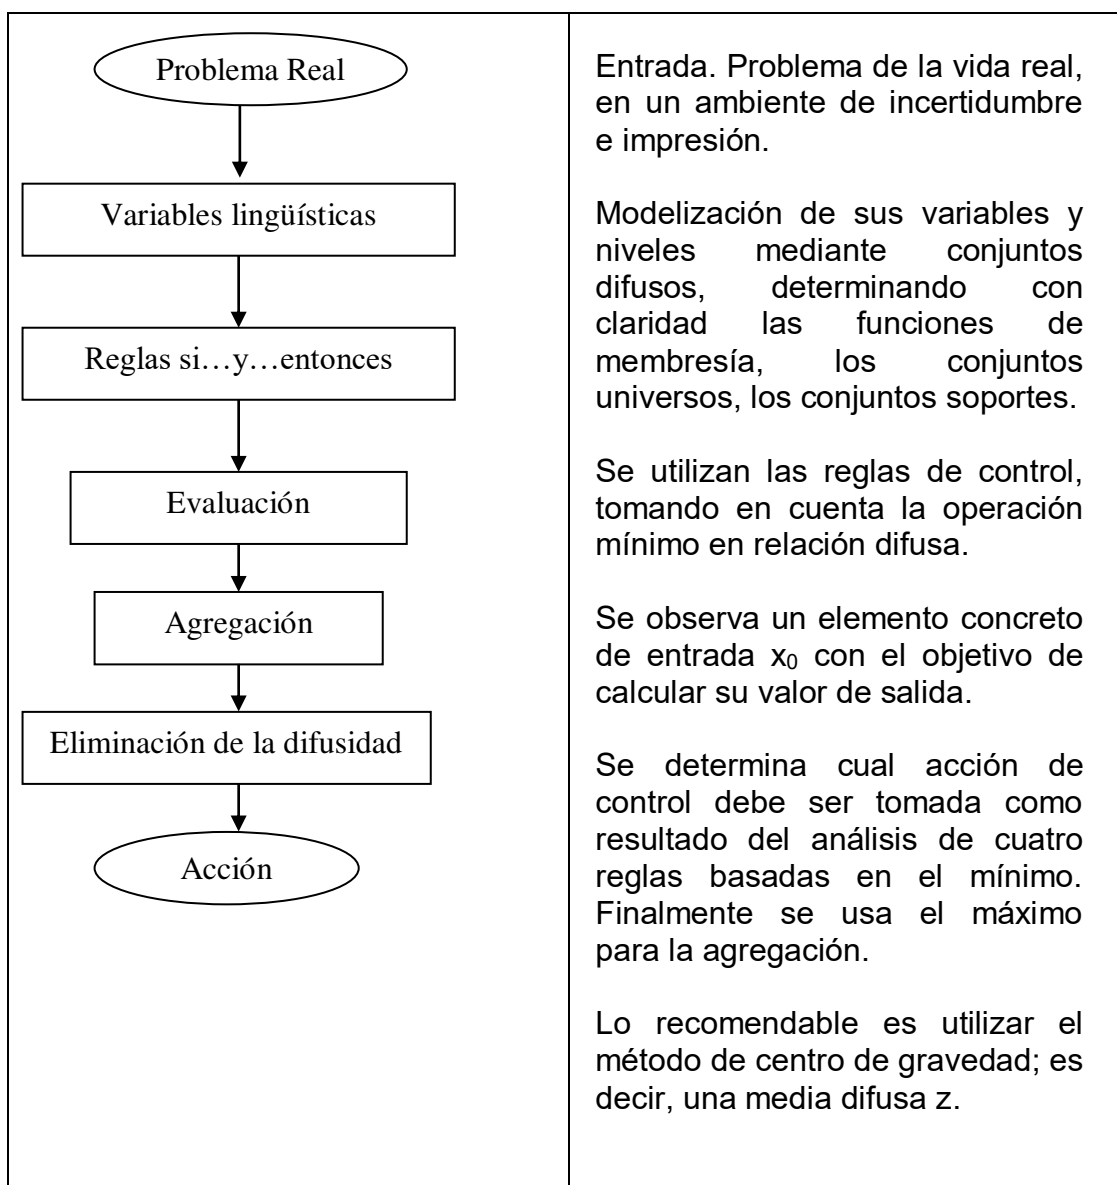 Problema Real
Variables lingüísticas
Reglas si…y…entonces
Evaluación
Agregación
Eliminación de la difusidad
Acción
Entrada. Problema de la vida real,
en un ambiente de incertidumbre
e impresión.
Modelización de sus variables y
niveles mediante conjuntos
difusos, determinando con
claridad las funciones de
membresía, los conjuntos
universos, los conjuntos soportes.
Se utilizan las reglas de control,
tomando en cuenta la operación
mínimo en relación difusa.
Se observa un elemento concreto
de entrada x₀ con el objetivo de
calcular su valor de salida.
Se determina cual acción de
control debe ser tomada como
resultado del análisis de cuatro
reglas basadas en el mínimo.
Finalmente se usa el máximo
para la agregación.
Lo recomendable es utilizar el
método de centro de gravedad; es
decir, una media difusa z.